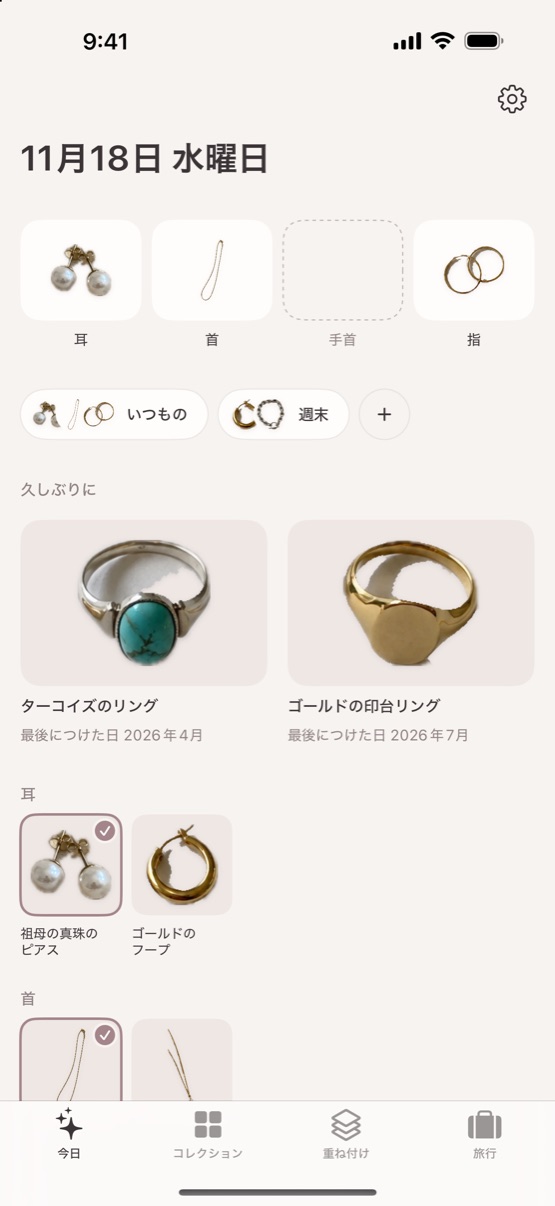 9:41
11月18日 水曜日
耳
首
手首
指
いつもの
週末
+
久しぶりに
ターコイズのリング
最後につけた日 2026年4月
ゴールドの印台リング
最後につけた日 2026年7月
耳
祖母の真珠の
ピアス
ゴールドの
フープ
首
今日
コレクション
重ね付け
旅行